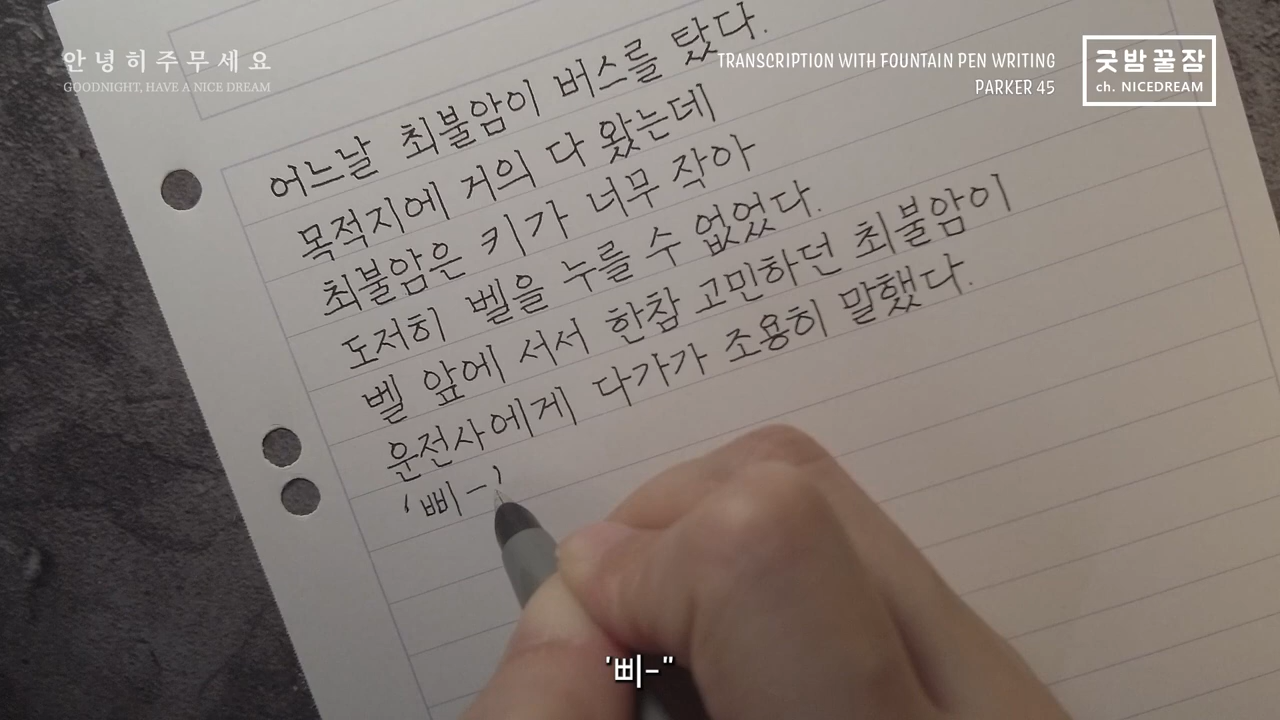 안녕히주무세요
GOODNIGHT, HAVE A NICE DREAM
TRANSCRIPTION WITH FOUNTAIN PEN WRITING
PARKER 45
굿밤꿀잠
ch. NICEDREAM
어느날 최불암이 버스를 탔다.
목적지에 거의 다 왔는데
최불암은 키가 너무 작아
도저히 벨을 누를 수 없었다.
벨 앞에 서서 한참 고민하던 최불암이
운전사에게 다가가 조용히 말했다.
'삐-'
'삐-"